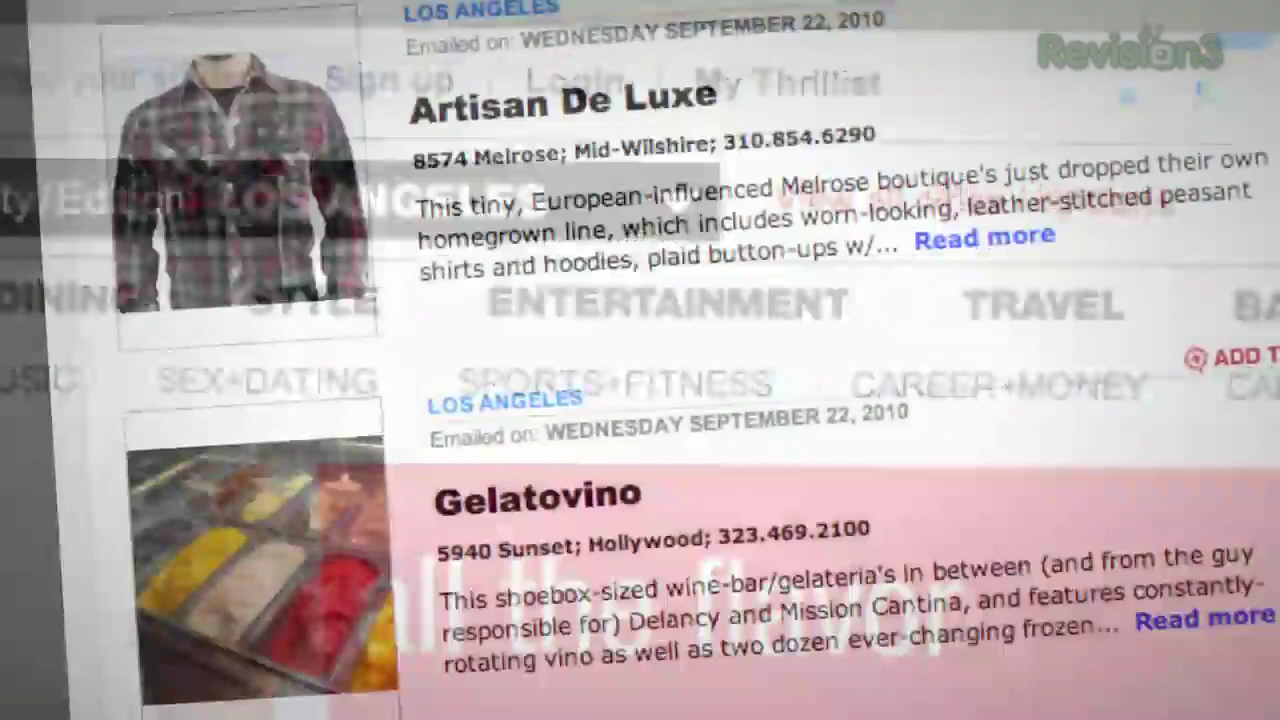 LOS ANGELES
Emailed on: WEDNESDAY SEPTEMBER 22, 2010
Revision3
Sign up Login My Thrillist
Artisan De Luxe
8574 Melrose; Mid-Wilshire; 310.854.6290
This tiny, European-influenced Melrose boutique's just dropped their own
homegrown line, which includes worn-looking, leather-stitched peasant
shirts and hoodies, plaid button-ups w/... Read more
LOS ANGELES
DINING STYLE ENTERTAINMENT TRAVEL
ADD T
SEX+DATING SPORTS+FITNESS CAREER+MONEY
LOS ANGELES
Emailed on: WEDNESDAY SEPTEMBER 22, 2010
Gelatovino
5940 Sunset; Hollywood; 323.469.2100
This shoebox-sized wine-bar/gelateria's in between (and from the guy
responsible for) Delancy and Mission Cantina, and features constantly-
rotating vino as well as two dozen ever-changing frozen... Read more
all the flavor